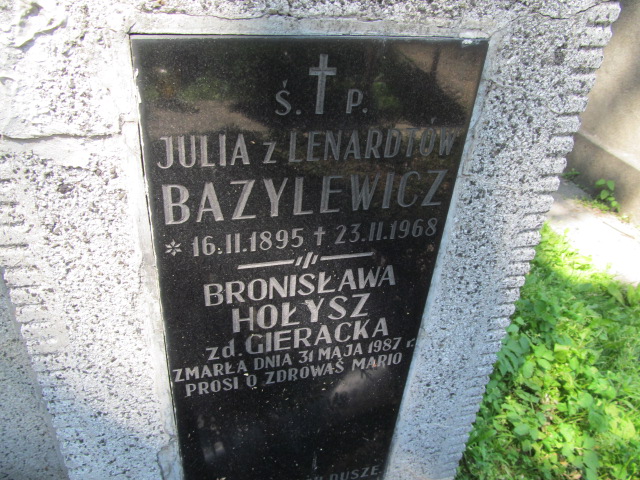 Ś. P.
JULIA z LENARDTÓW
BAZYLEWICZ
* 16.II.1895 † 23.II.1968
BRONISŁAWA
HOŁYSZ
zd. GIERACKA
ZMARŁA DNIA 31 MAJA 1987 r.
PROSI O ZDROWAŚ MARIO
DUSZE